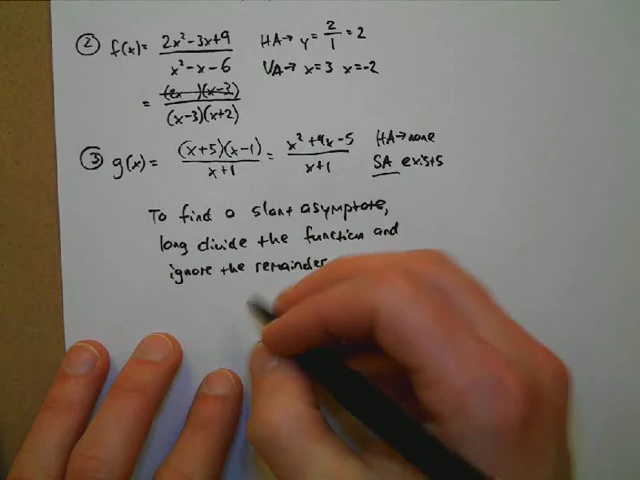 ② f(x) = (2x² - 3x + 9)/(x² - x - 6) HA → y = 2/1 = 2
VA → x = 3 x = -2
= (x-3)/((x-3)(x+2))
③ g(x) = ((x+5)(x-1))/(x+1) = (x² + 4x - 5)/(x+1) HA → none
SA exists
To find a slant asymptote,
long divide the function and
ignore the remainder